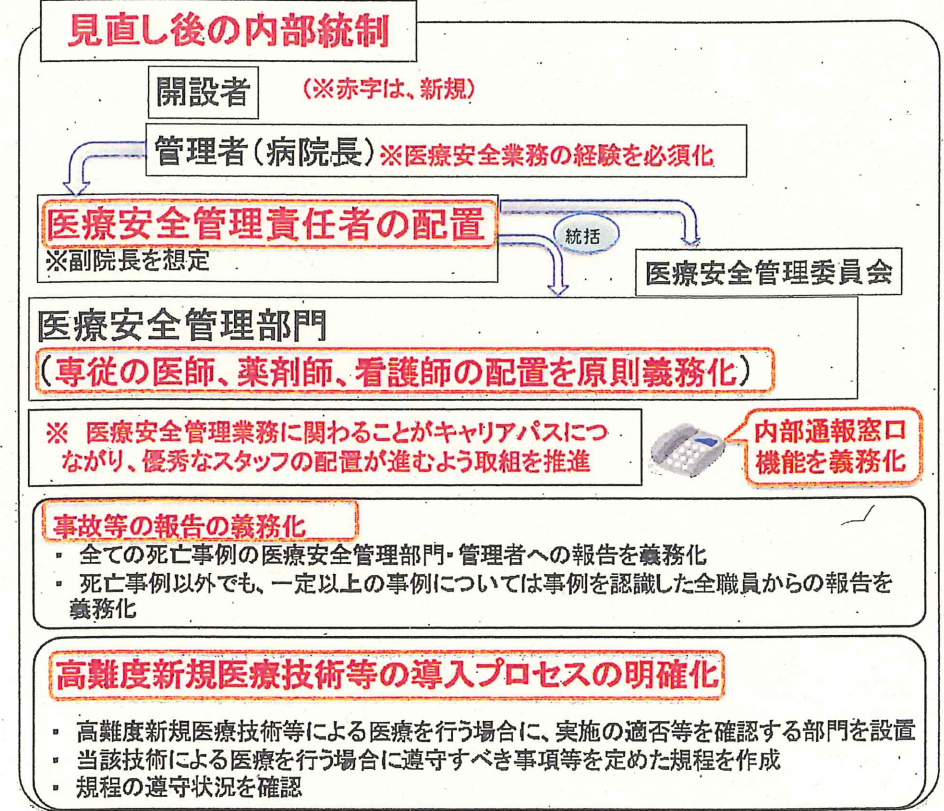 見直し後の内部統制
開設者
(※赤字は、新規)
管理者(病院長)※医療安全業務の経験を必須化
医療安全管理責任者の配置
※副院長を想定
統括
医療安全管理委員会
医療安全管理部門
(専従の医師、薬剤師、看護師の配置を原則義務化)
※ 医療安全管理業務に関わることがキャリアパスにつ
ながり、優秀なスタッフの配置が進むよう取組を推進
内部通報窓口
機能を義務化
事故等の報告の義務化
・ 全ての死亡事例の医療安全管理部門・管理者への報告を義務化
・ 死亡事例以外でも、一定以上の事例については事例を認識した全職員からの報告を
義務化
高難度新規医療技術等の導入プロセスの明確化
・ 高難度新規医療技術等による医療を行う場合に、実施の適否等を確認する部門を設置
・ 当該技術による医療を行う場合に遵守すべき事項等を定めた規程を作成
・ 規程の遵守状況を確認